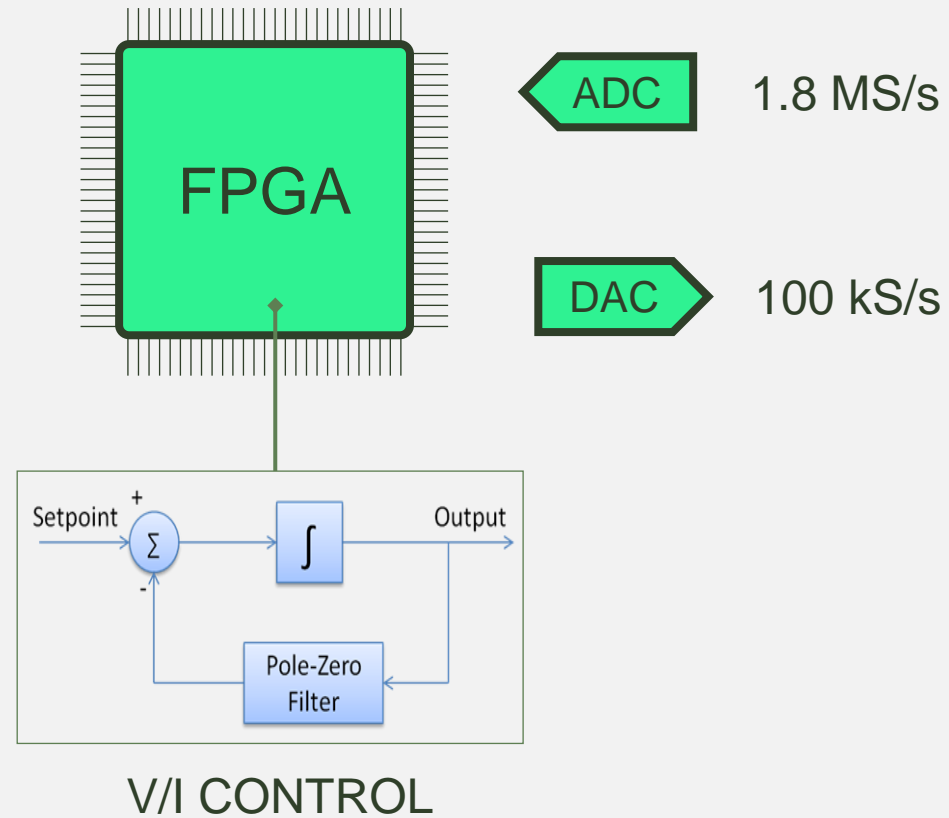 FPGA
ADC
1.8 MS/s
DAC
100 kS/s
+
Setpoint
Σ
∫
Output
-
Pole-Zero
Filter
V/I CONTROL